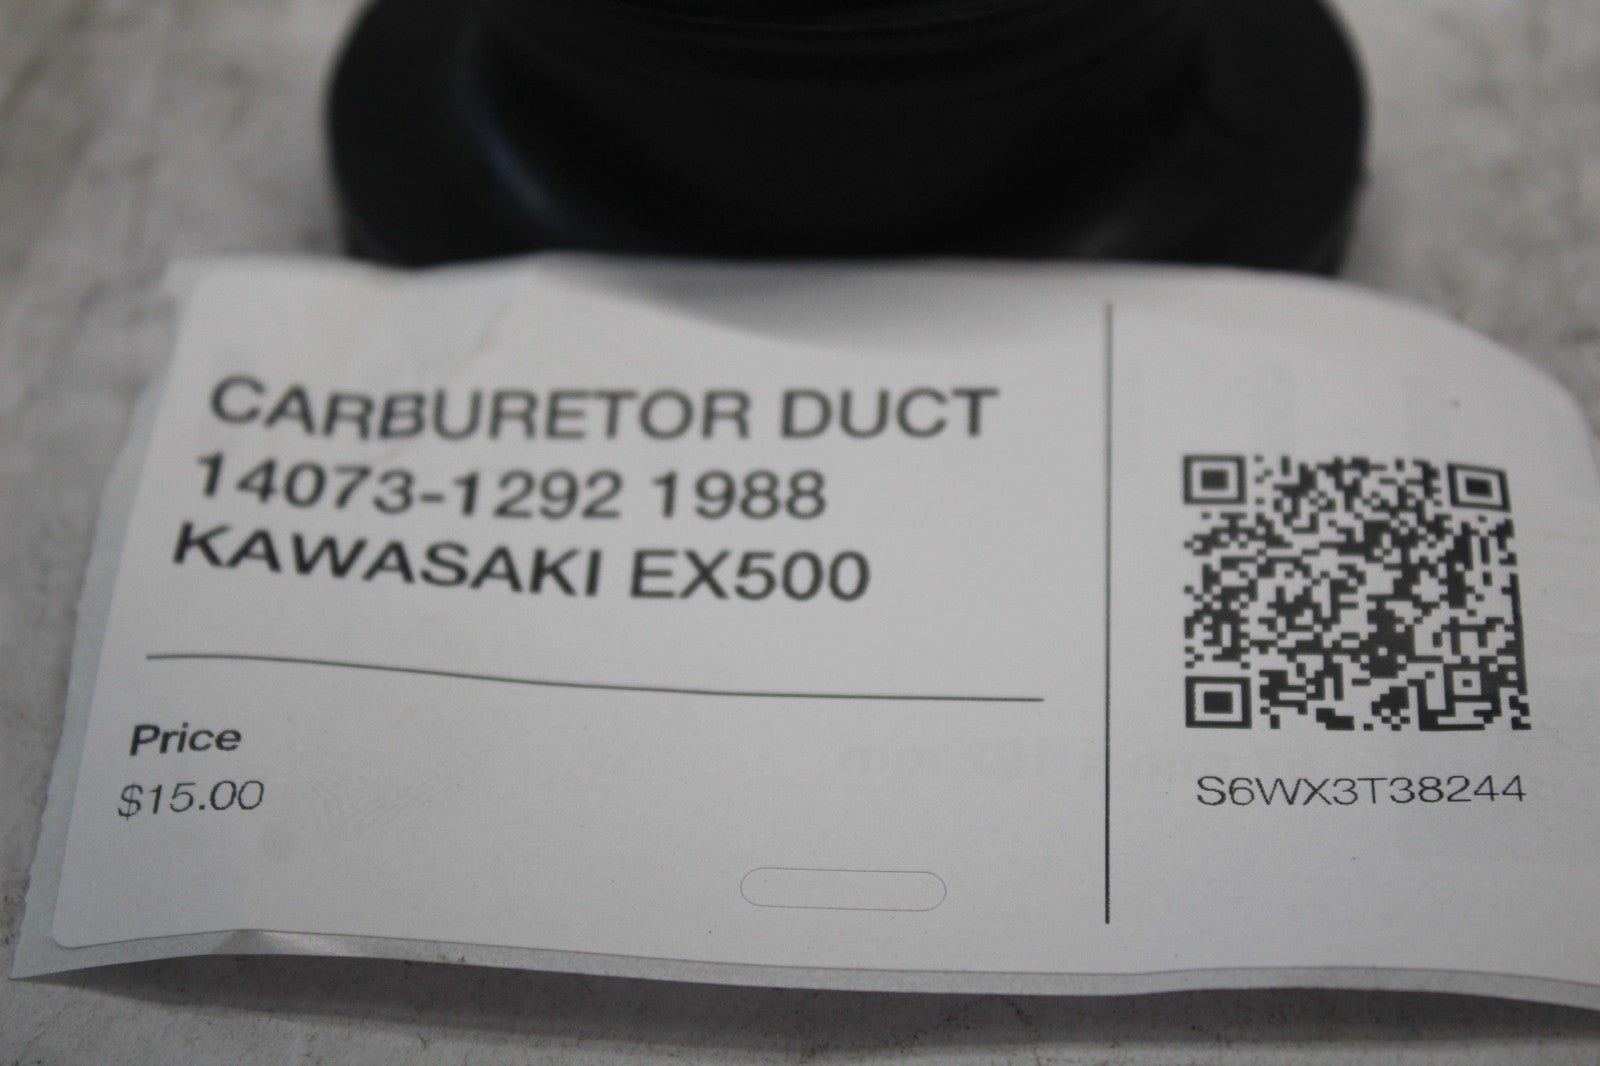 CARBURETOR DUCT
14073-1292 1988
KAWASAKI EX500
Price
$15.00
S6WX3T38244